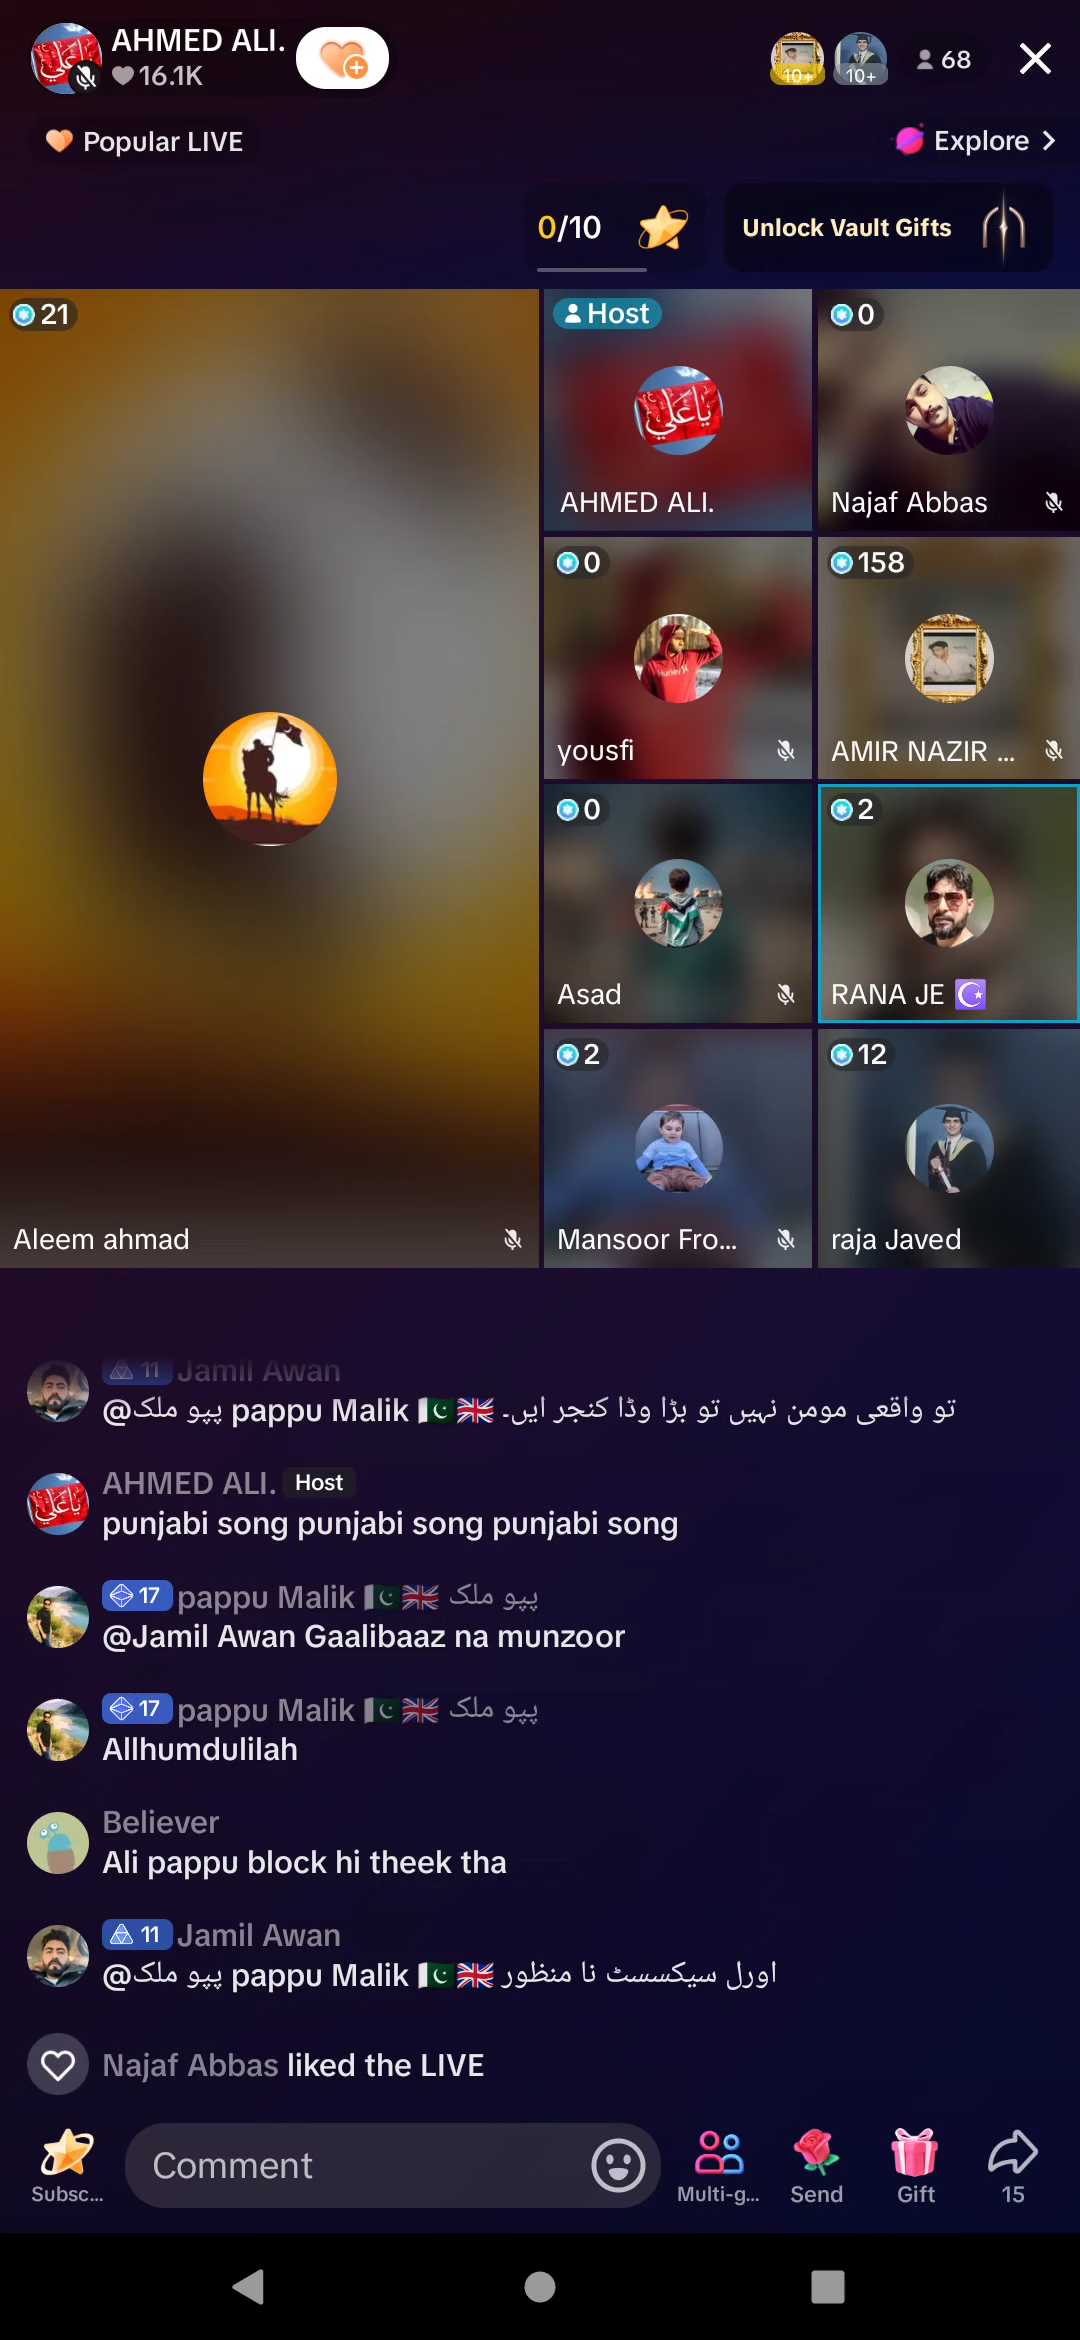 AHMED ALI.
16.1K
10+
10+
68
Popular LIVE
Explore
0/10
Unlock Vault Gifts
21
Host
0
یاعلي
AHMED ALI.
Najaf Abbas
0
158
Hurley
yousfi
AMIR NAZIR ...
0
2
Asad
RANA JE ☪️
2
12
Aleem ahmad
Mansoor Fro...
raja Javed
11 Jamil Awan
@پپو ملک pappu Malik 🇵🇰🇬🇧 تو واقعی مومن نہیں تو بڑا وڈا کنجر ایں۔
AHMED ALI. Host
punjabi song punjabi song punjabi song
17 pappu Malik 🇵🇰🇬🇧 پپو ملک
@Jamil Awan Gaalibaaz na munzoor
17 pappu Malik 🇵🇰🇬🇧 پپو ملک
Allhumdulilah
Believer
Ali pappu block hi theek tha
11 Jamil Awan
@پپو ملک pappu Malik 🇵🇰🇬🇧 اورل سیکسسٹ نا منظور
Najaf Abbas liked the LIVE
Comment
Subsc...
Multi-g...
Send
Gift
15